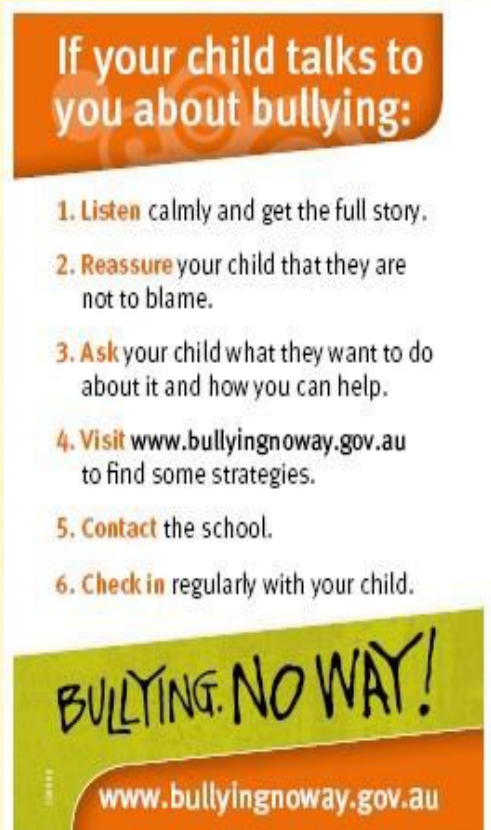 If your child talks to
you about bullying:
1. Listen calmly and get the full story.
2. Reassure your child that they are
not to blame.
3. Ask your child what they want to do
about it and how you can help.
4. Visit www.bullyingnoway.gov.au
to find some strategies.
5. Contact the school.
6. Check in regularly with your child.
BULLYING. NO WAY!
www.bullyingnoway.gov.au